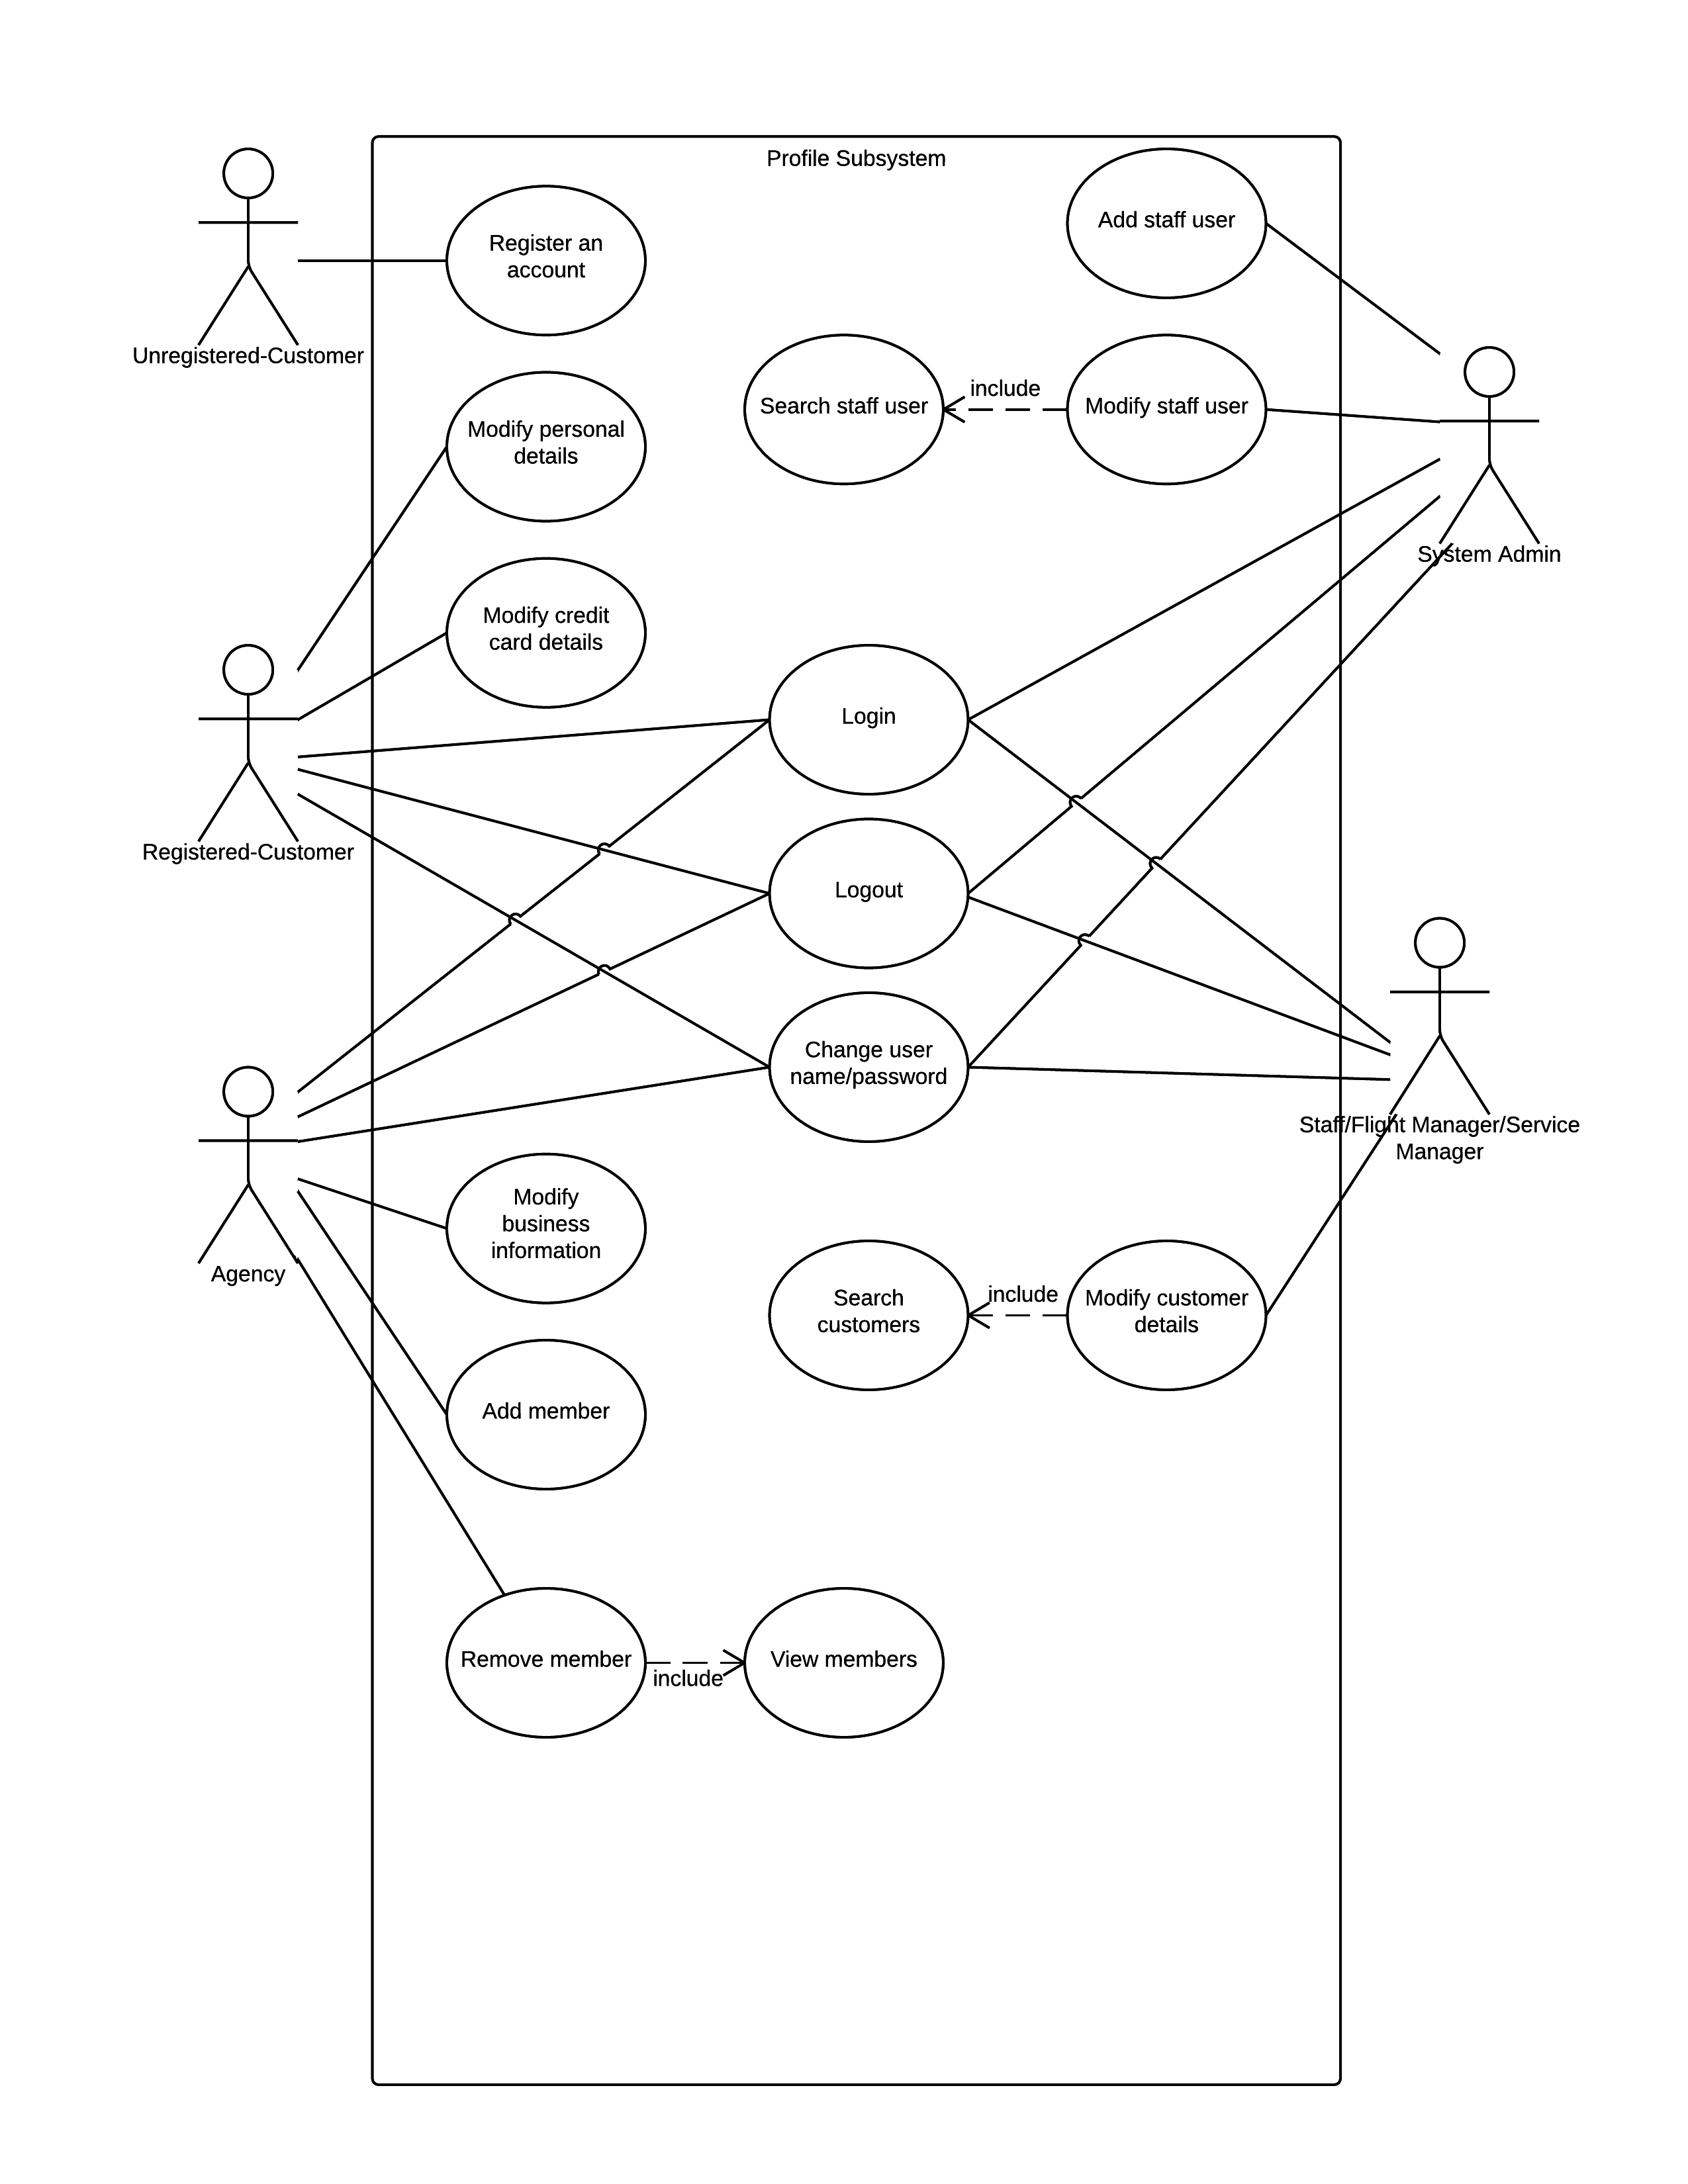 Profile Subsystem
Add staff user
Register an
account
Unregistered-Customer
Search staff user
include
Modify staff user
Modify personal
details
System Admin
Modify credit
card details
Login
Registered-Customer
Logout
Change user
name/password
Staff/Flight Manager/Service
Manager
Modify
business
information
Agency
Search
customers
include
Modify customer
details
Add member
Remove member
include
View members